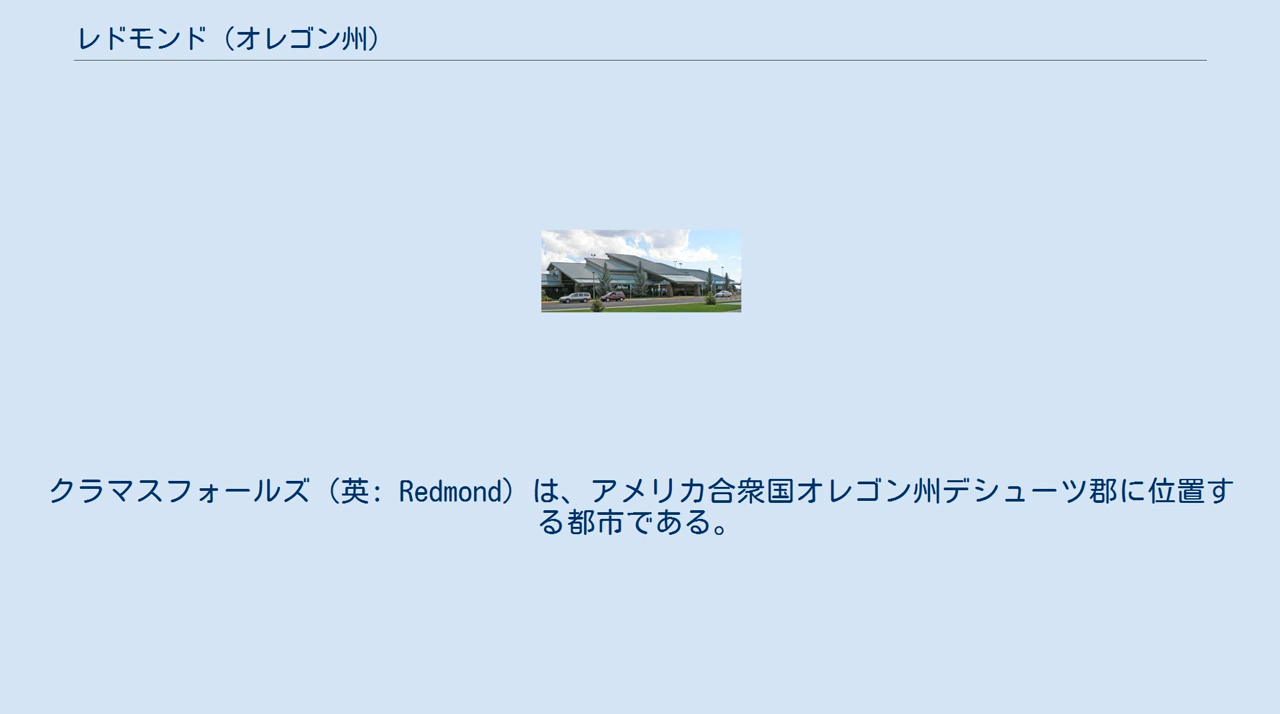 レドモンド（オレゴン州）
クラマスフォールズ（英: Redmond）は、アメリカ合衆国オレゴン州デシューツ郡に位置す
る都市である。